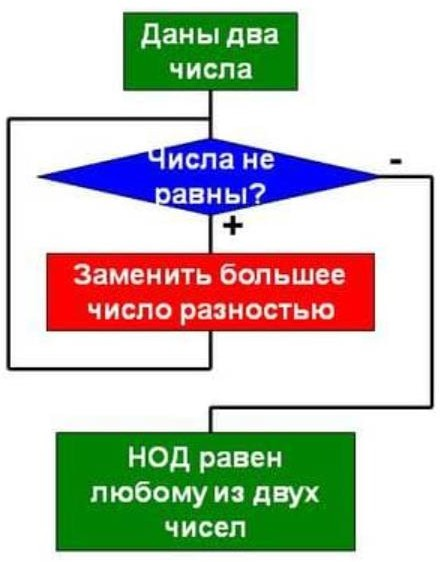 Даны два
числа
Числа не
равны?
-
+
Заменить большее
число разностью
НОД равен
любому из двух
чисел